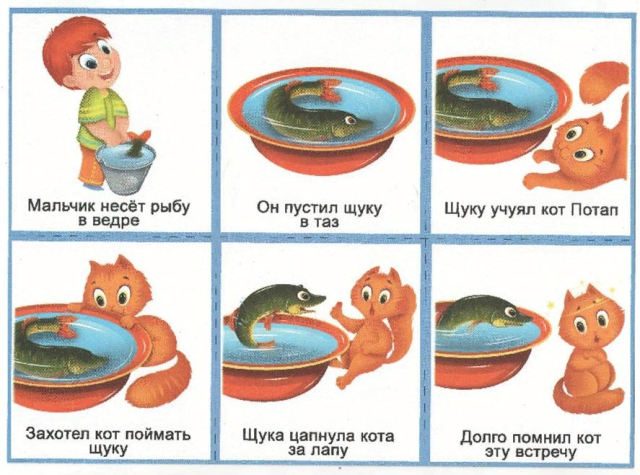 Мальчик несёт рыбу
в ведре
Он пустил щуку
в таз
Щуку учуял кот Потап
Захотел кот поймать
щуку
Щука цапнула кота
за лапу
Долго помнил кот
эту встречу